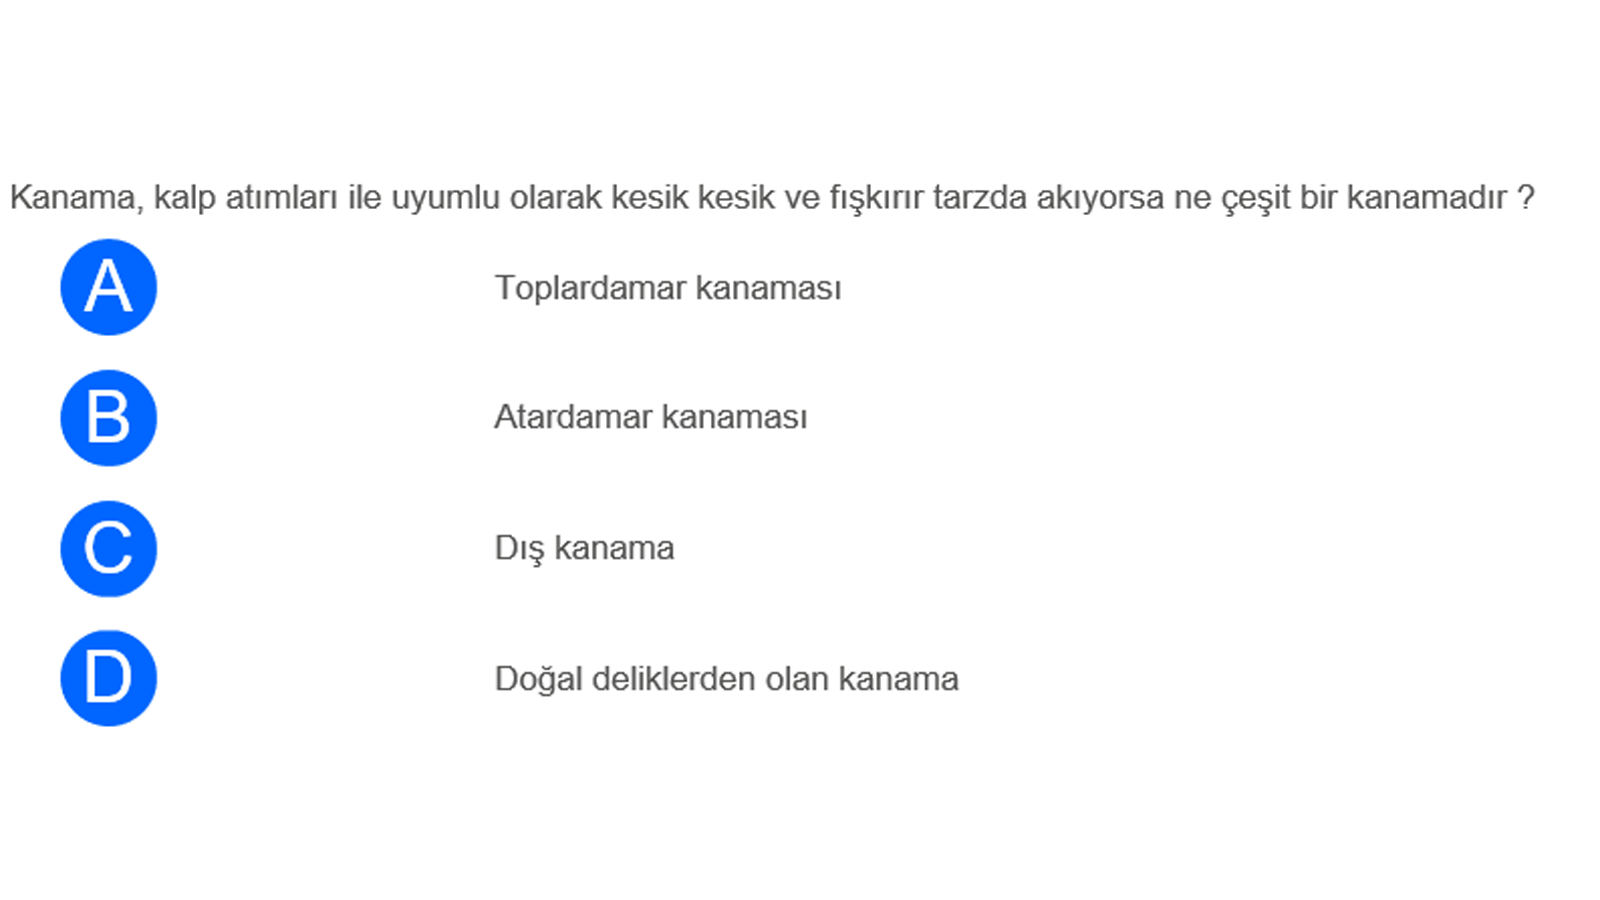 Kanama, kalp atımları ile uyumlu olarak kesik kesik ve fışkırır tarzda akıyorsa ne çeşit bir kanamadır ?
A Toplardamar kanaması
B Atardamar kanaması
C Dış kanama
D Doğal deliklerden olan kanama